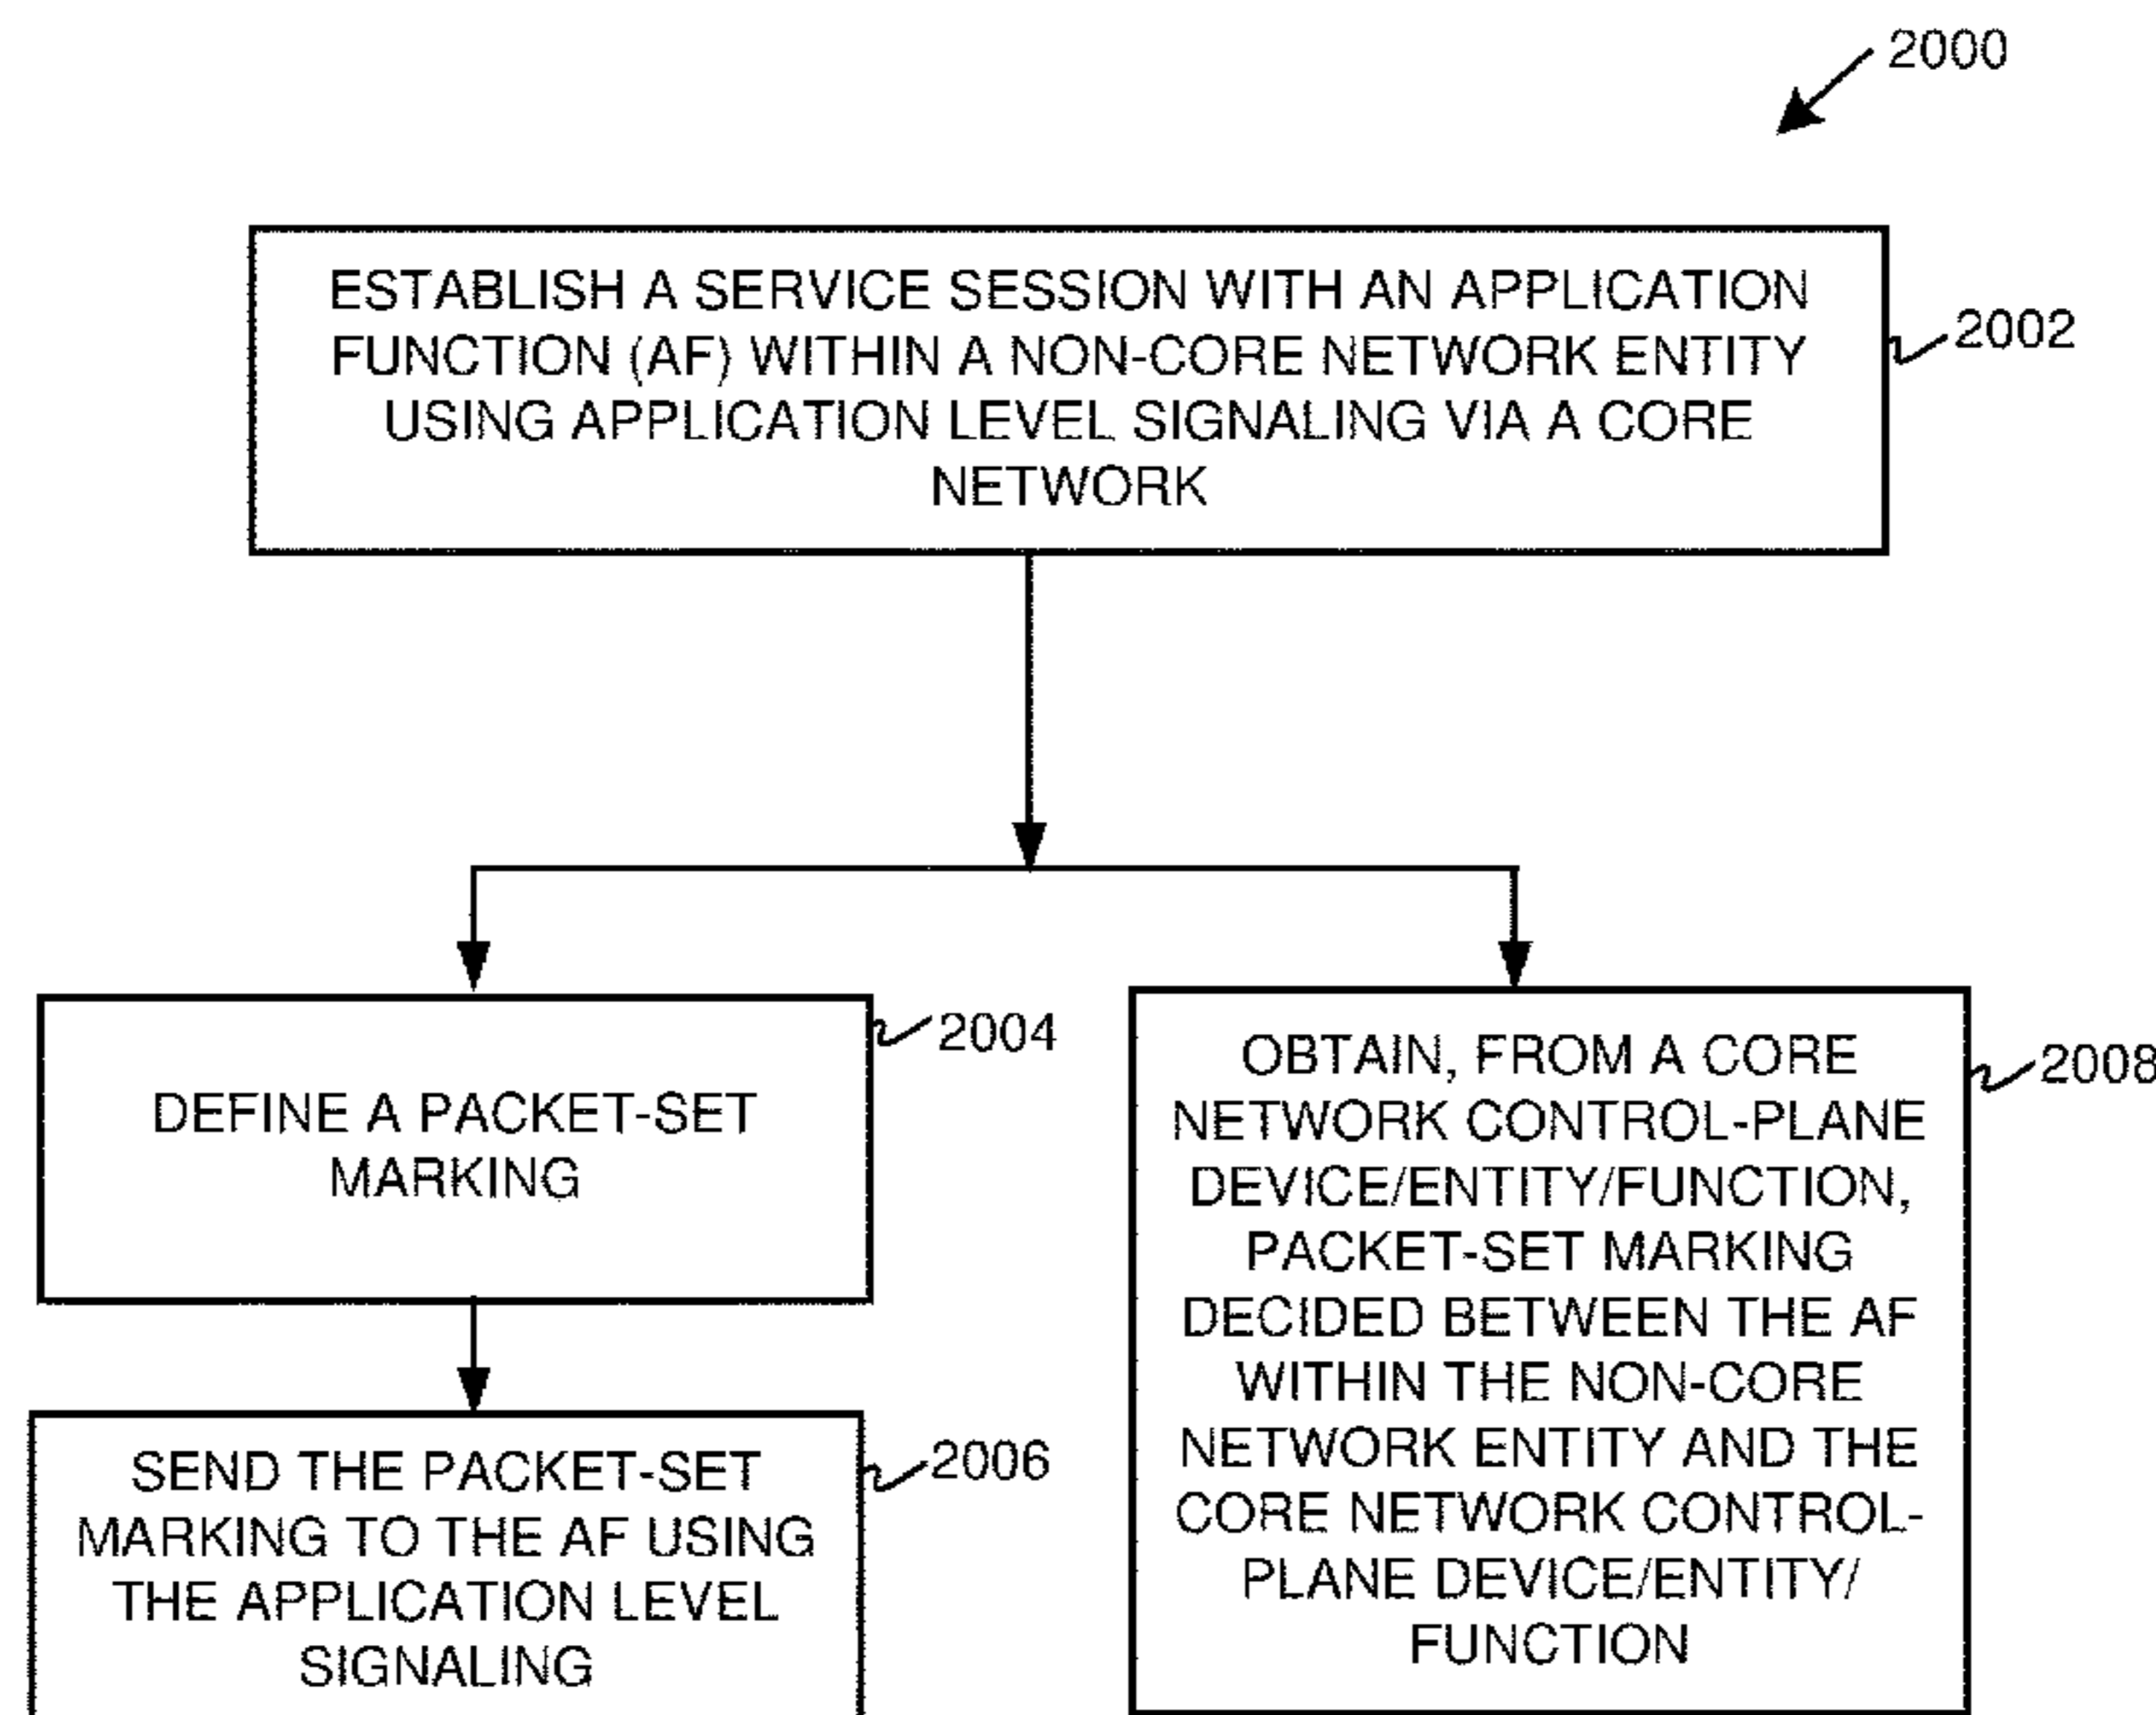 2000
ESTABLISH A SERVICE SESSION WITH AN APPLICATION
FUNCTION (AF) WITHIN A NON-CORE NETWORK ENTITY
USING APPLICATION LEVEL SIGNALING VIA A CORE
NETWORK
2002
DEFINE A PACKET-SET
MARKING
2004
SEND THE PACKET-SET
MARKING TO THE AF USING
THE APPLICATION LEVEL
SIGNALING
2006
OBTAIN, FROM A CORE
NETWORK CONTROL-PLANE
DEVICE/ENTITY/FUNCTION,
PACKET-SET MARKING
DECIDED BETWEEN THE AF
WITHIN THE NON-CORE
NETWORK ENTITY AND THE
CORE NETWORK CONTROL-
PLANE DEVICE/ENTITY/
FUNCTION
2008